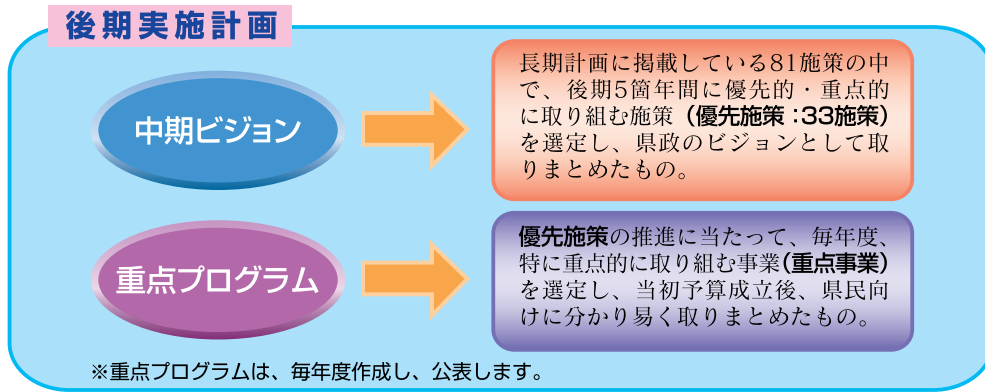 後期実施計画
中期ビジョン
長期計画に掲載している81施策の中
で、後期5箇年間に優先的・重点的
に取り組む施策（優先施策：33施策）
を選定し、県政のビジョンとして取
りまとめたもの。
重点プログラム
優先施策の推進に当たって、毎年度、
特に重点的に取り組む事業（重点事業）
を選定し、当初予算成立後、県民向
けに分かり易く取りまとめたもの。
※重点プログラムは、毎年度作成し、公表します。